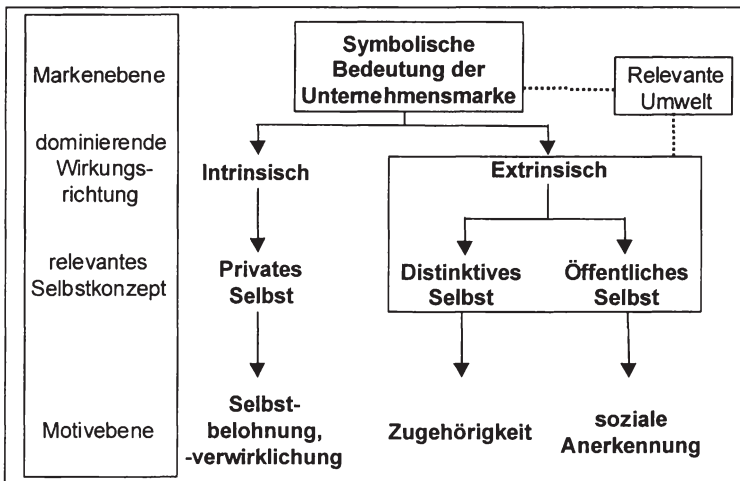 Markenebene
Symbolische
Bedeutung der
Unternehmensmarke
Relevante
Umwelt
dominierende
Wirkungs-
richtung
Intrinsisch
Extrinsisch
relevantes
Selbstkonzept
Privates
Selbst
Distinktives
Selbst
Öffentliches
Selbst
Motivebene
Selbst-
belohnung,
-verwirklichung
Zugehörigkeit
soziale
Anerkennung